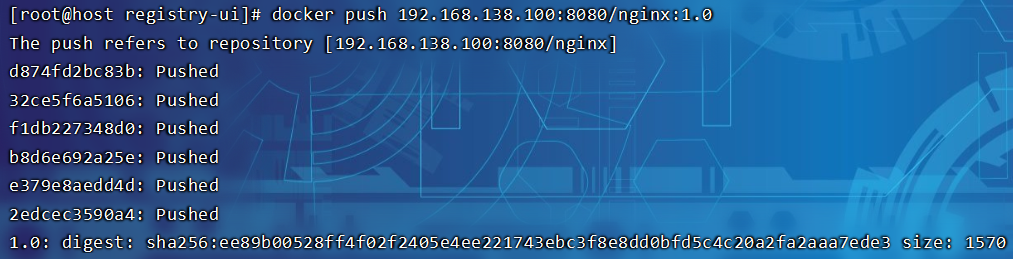 [root@host registry-ui]# docker push 192.168.138.100:8080/nginx:1.0
The push refers to repository [192.168.138.100:8080/nginx]
d874fd2bc83b: Pushed
32ce5f6a5106: Pushed
f1db227348d0: Pushed
b8d6e692a25e: Pushed
e379e8aedd4d: Pushed
2edcec3590a4: Pushed
1.0: digest: sha256:ee89b00528ff4f02f2405e4ee221743ebc3f8e8dd0bfd5c4c20a2fa2aaa7ede3 size: 1570